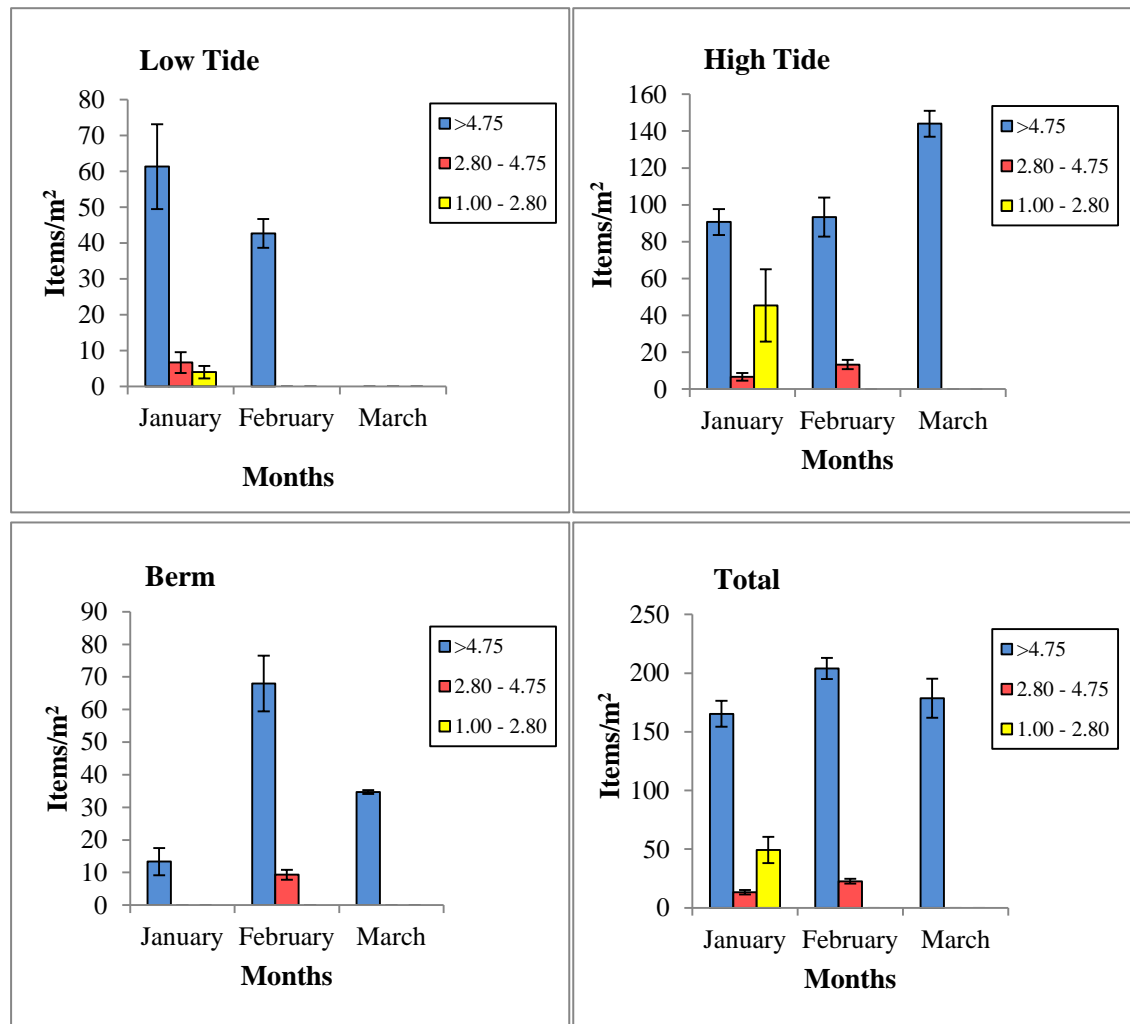 Low Tide
80
70
60
50
40
30
20
10
0
Items/m²
January February March
Months
>4.75
2.80 - 4.75
1.00 - 2.80
High Tide
160
140
120
100
80
60
40
20
0
Items/m²
January February March
Months
>4.75
2.80 - 4.75
1.00 - 2.80
Berm
90
80
70
60
50
40
30
20
10
0
Items/m²
January February March
Months
>4.75
2.80 - 4.75
1.00 - 2.80
Total
250
200
150
100
50
0
Items/m²
January February March
Months
>4.75
2.80 - 4.75
1.00 - 2.80